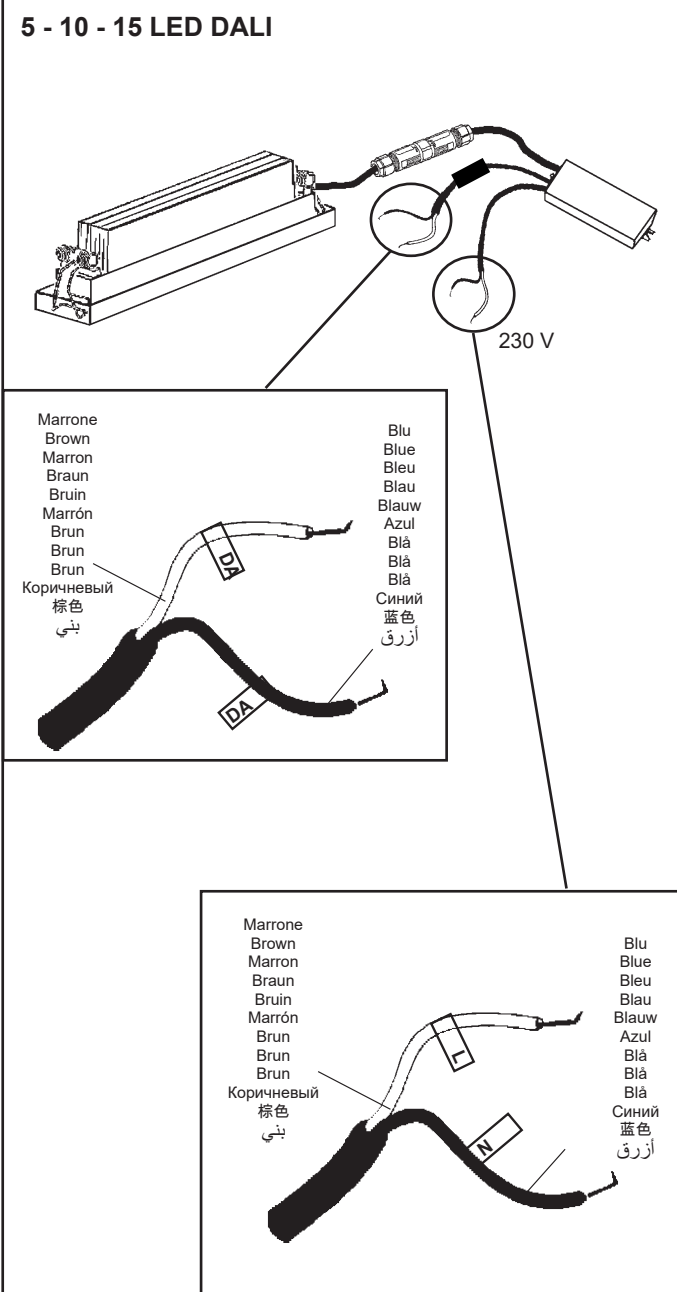 5 - 10 - 15 LED DALI
230 V
Marrone
Brown
Marron
Braun
Bruin
Marrón
Brun
Brun
Brun
Коричневый
棕色
بني
Blu
Blue
Bleu
Blau
Blauw
Azul
Blå
Blå
Blå
Синий
蓝色
أزرق
DA
DA
Marrone
Brown
Marron
Braun
Bruin
Marrón
Brun
Brun
Brun
Коричневый
棕色
بني
Blu
Blue
Bleu
Blau
Blauw
Azul
Blå
Blå
Blå
Синий
蓝色
أزرق
L
N